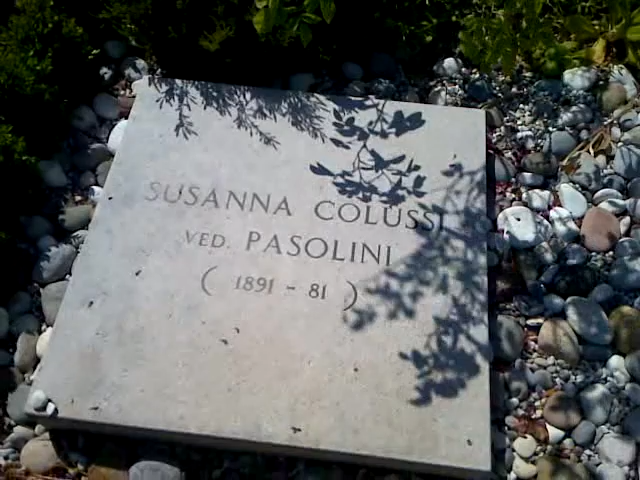 SUSANNA COLUSSI
VED. PASOLINI
( 1891 - 81 )